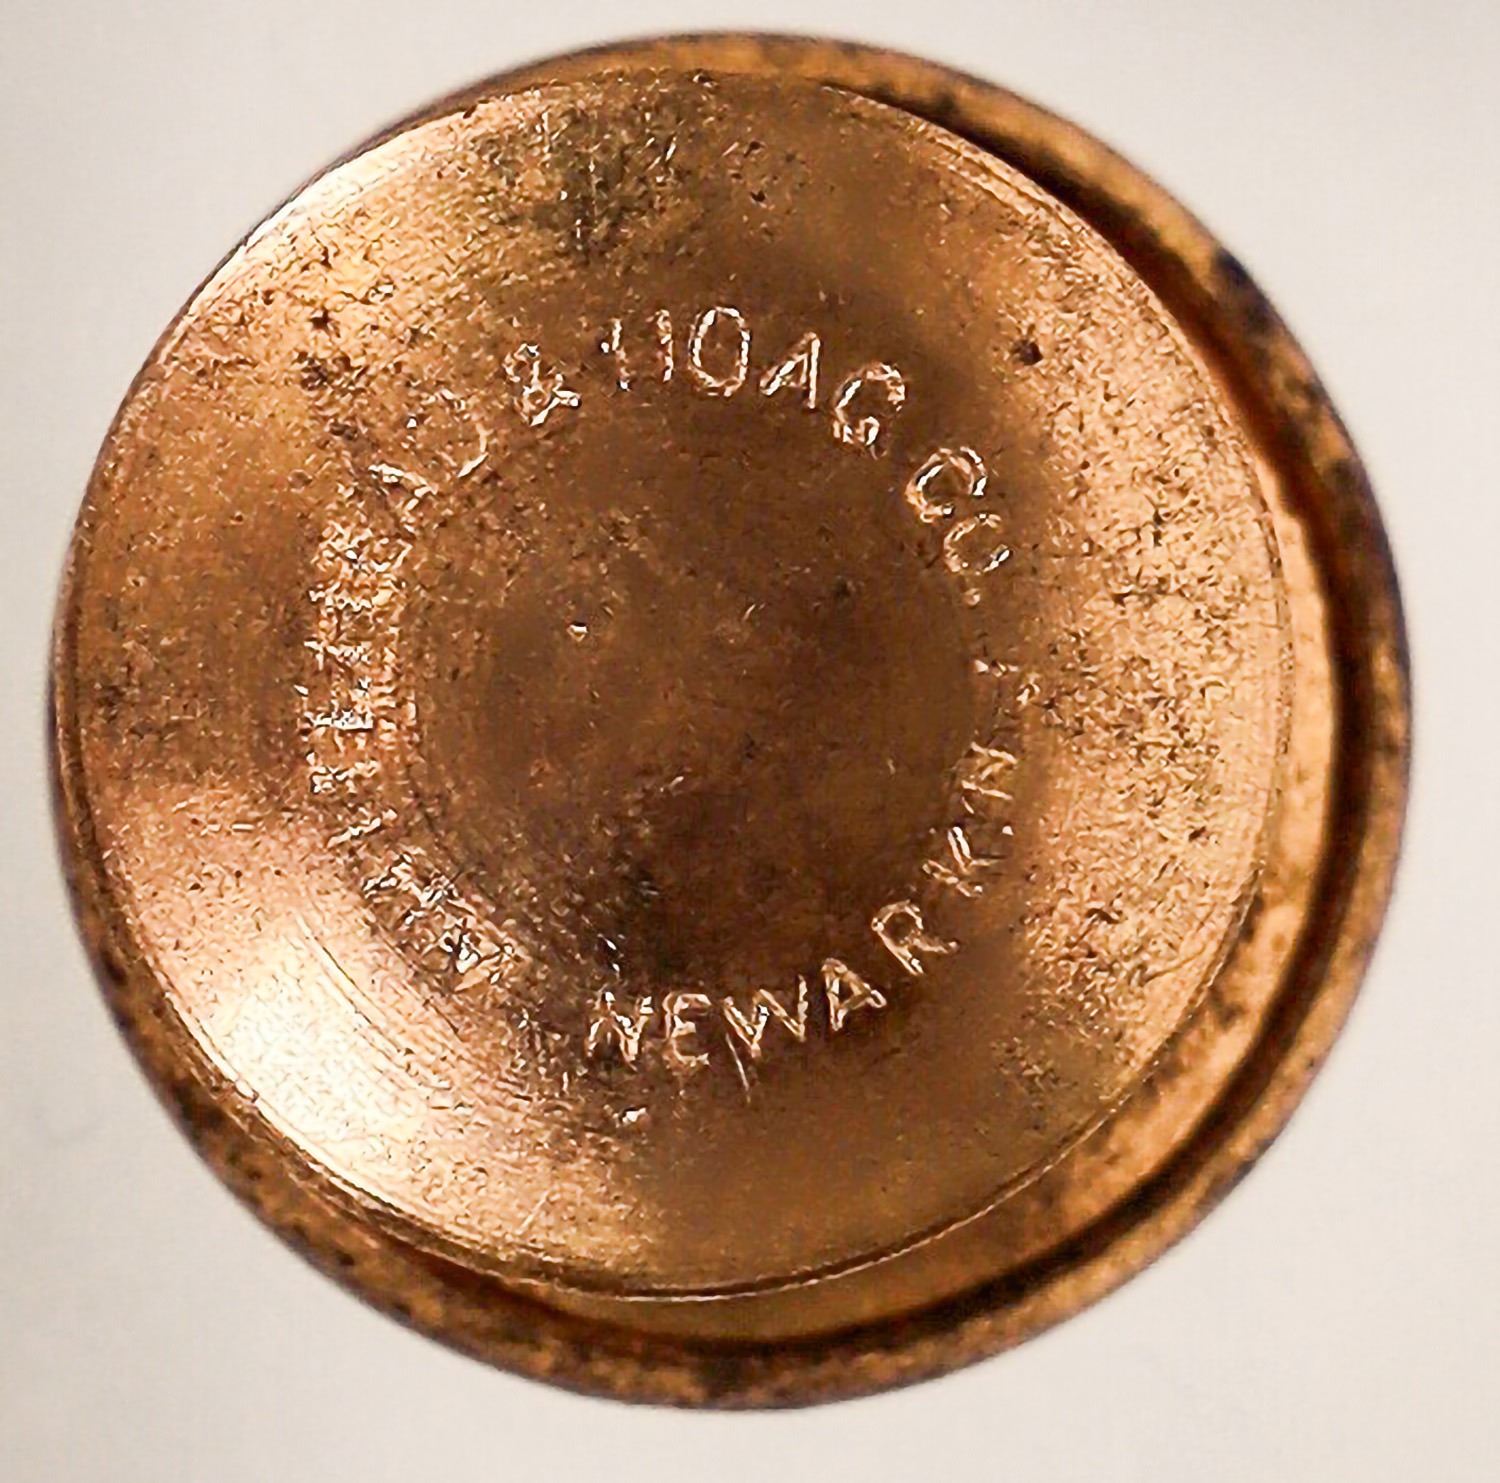 & HOAG CO.
NEWARK N. J.